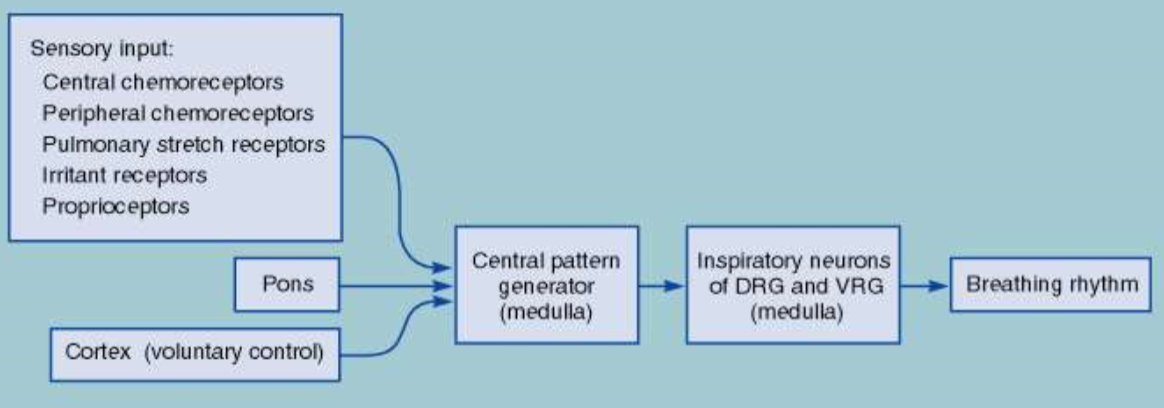 Sensory input:
Central chemoreceptors
Peripheral chemoreceptors
Pulmonary stretch receptors
Irritant receptors
Proprioceptors
Pons
Cortex (voluntary control)
Central pattern
generator
(medulla)
Inspiratory neurons
of DRG and VRG
(medulla)
Breathing rhythm